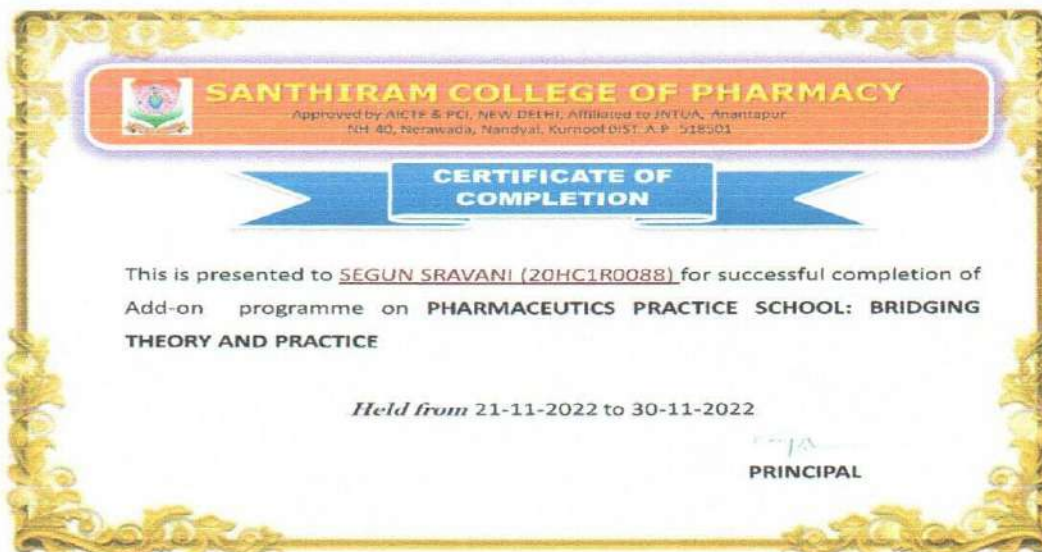 SANTHIRAM COLLEGE OF PHARMACY
Approved by AICTE & PCI, NEW DELHI, Affiliated to JNTUA, Anantapur
NH-40, Nerawada, Nandyal, Kurnool DIST. A.P- 518501
CERTIFICATE OF
COMPLETION
This is presented to SEGUN SRAVANI (20HC1R0088) for successful completion of
Add-on programme on PHARMACEUTICS PRACTICE SCHOOL: BRIDGING
THEORY AND PRACTICE
Held from 21-11-2022 to 30-11-2022
PRINCIPAL